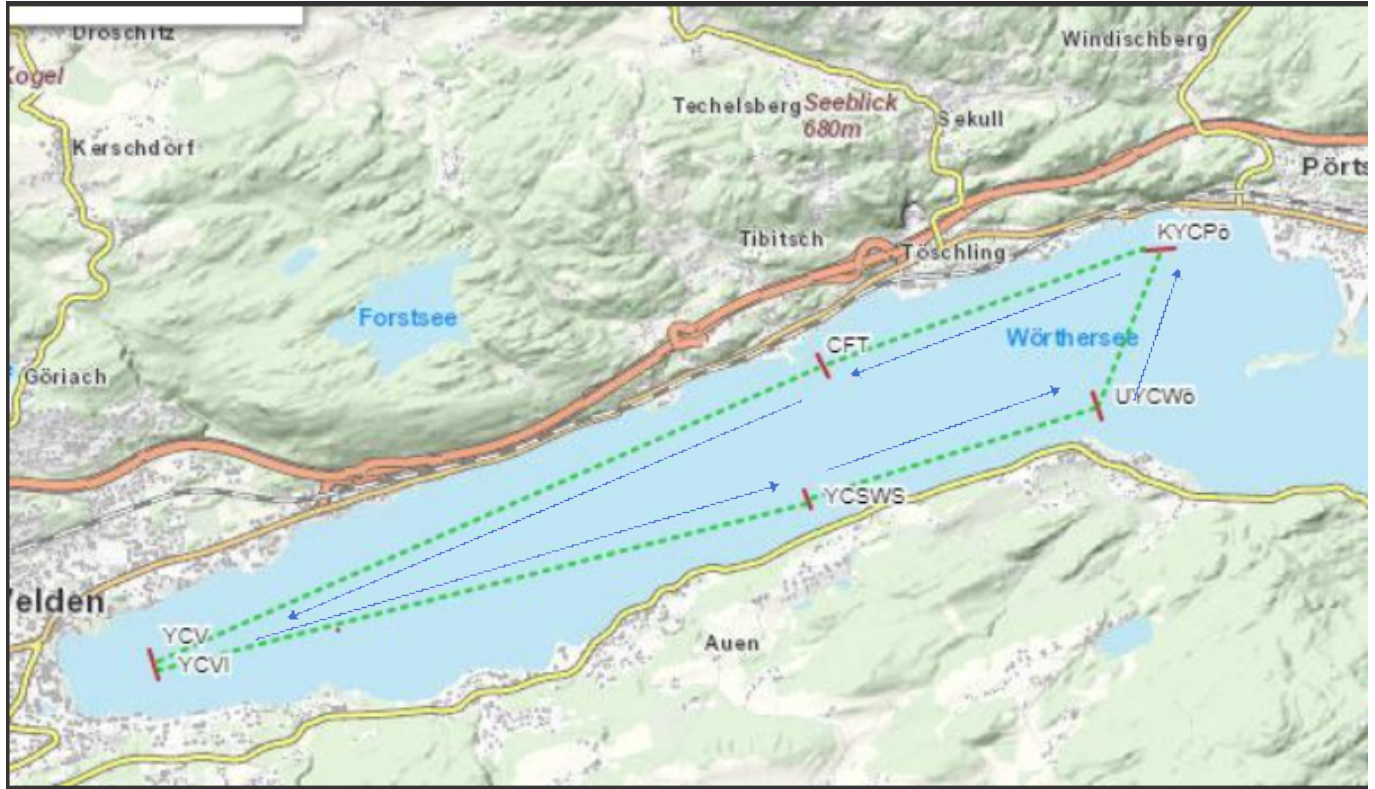 Droschitz
Windischberg
Kogel
Techelsberg
Seeblick
680m
Sekull
Kerschdorf
Pörts
KYCPö
Tibitsch
Töschling
Forstsee
Wörthersee
CFT
Göriach
UYCWö
YCSWS
Velden
YCV
YCVI
Auen